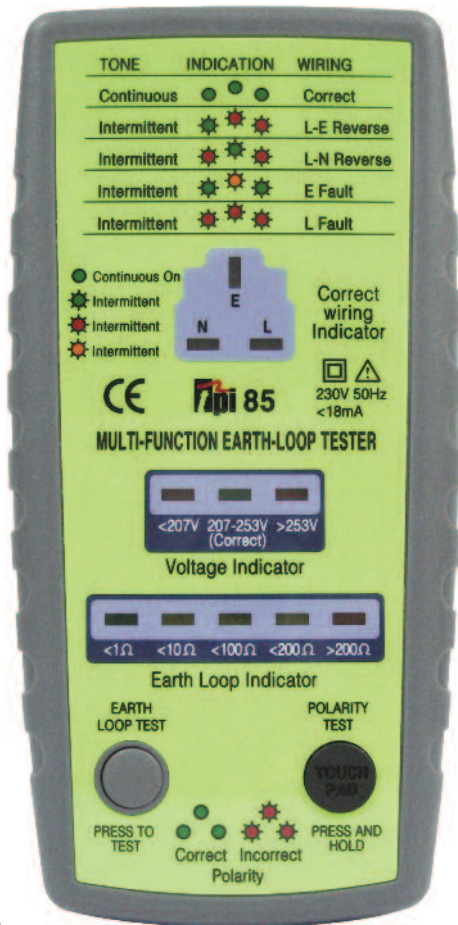 TONE INDICATION WIRING
Continuous Correct
Intermittent L-E Reverse
Intermittent L-N Reverse
Intermittent E Fault
Intermittent L Fault
Continuous On
Intermittent
Intermittent
Intermittent
E
N L
Correct
wiring
Indicator
CE
tpi 85
230V 50Hz
<18mA
MULTI-FUNCTION EARTH-LOOP TESTER
<207V 207-253V >253V
(Correct)
Voltage Indicator
<1Ω <10Ω <100Ω <200Ω >200Ω
Earth Loop Indicator
EARTH
LOOP TEST
POLARITY
TEST
TOUCH
PAD
PRESS TO
TEST
PRESS AND
HOLD
Correct Incorrect
Polarity